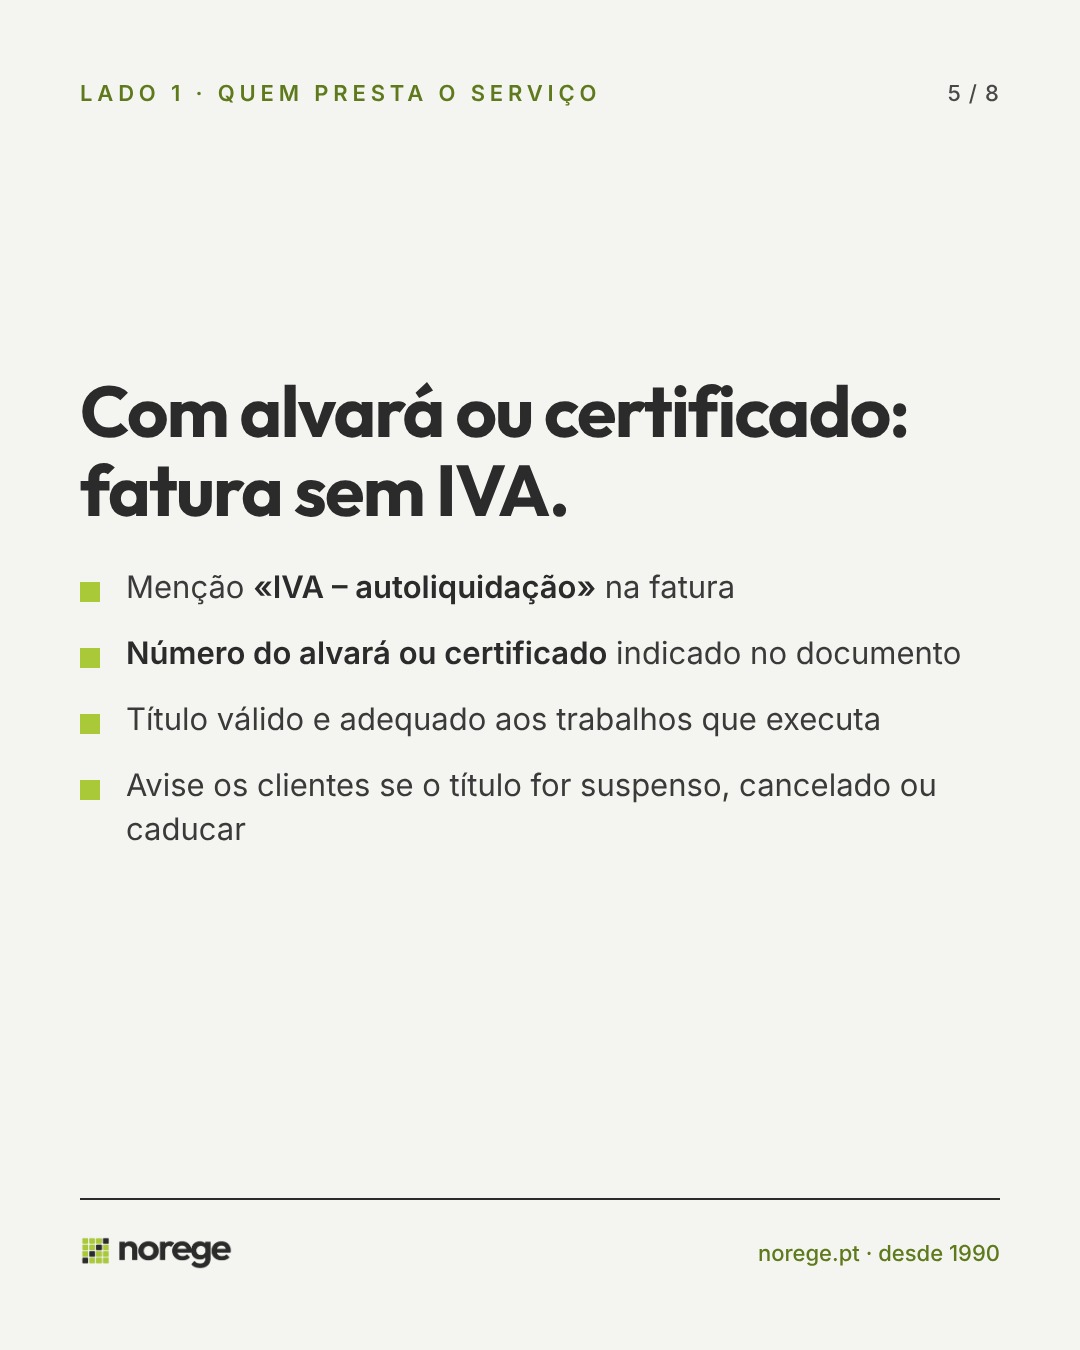 LADO 1 · QUEM PRESTA O SERVIÇO
5 / 8
Com alvará ou certificado:
fatura sem IVA.
Menção «IVA – autoliquidação» na fatura
Número do alvará ou certificado indicado no documento
Título válido e adequado aos trabalhos que executa
Avise os clientes se o título for suspenso, cancelado ou
caducar
norege
norege.pt · desde 1990